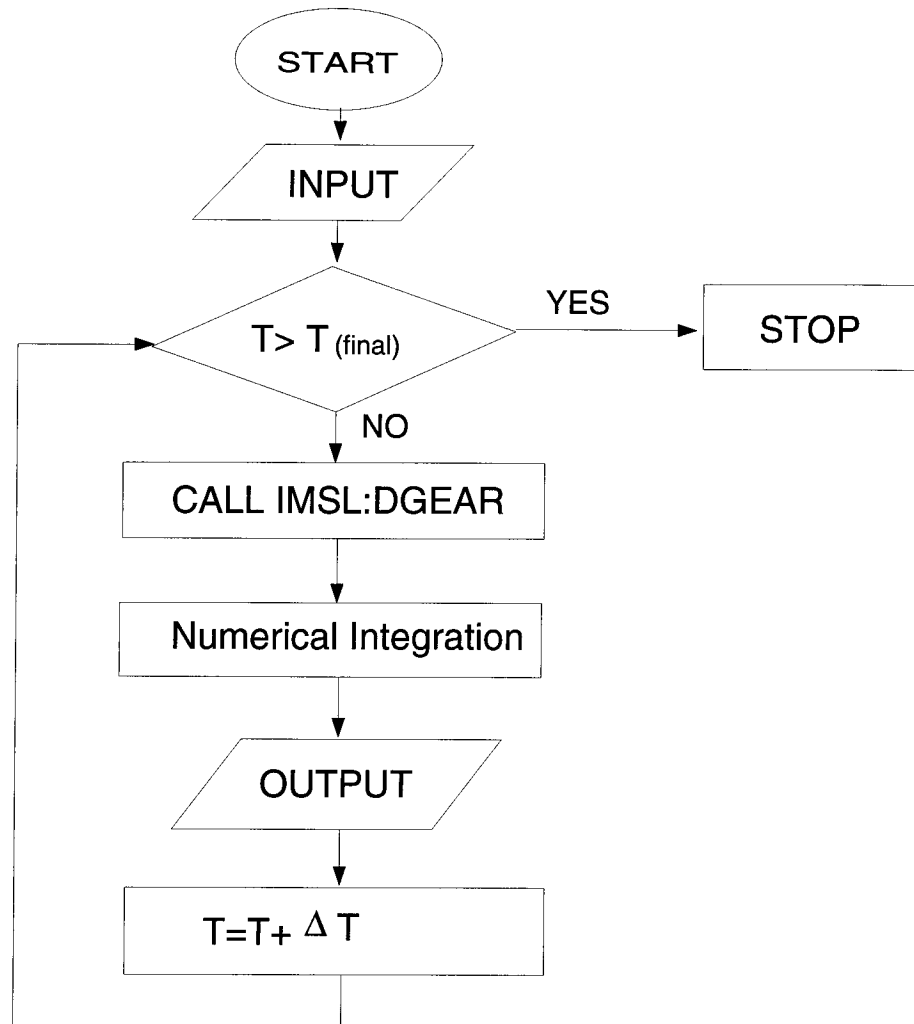 START
INPUT
T> T (final)
YES
STOP
NO
CALL IMSL:DGEAR
Numerical Integration
OUTPUT
T=T+ Δ T